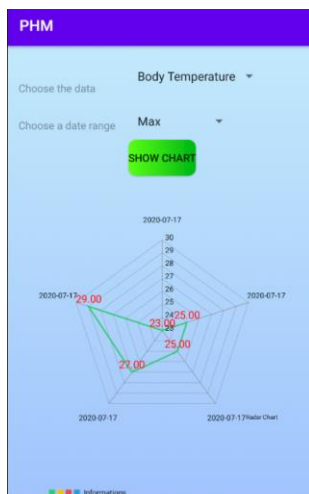 PHM
Choose the data
Body Temperature
Choose a date range
Max
SHOW CHART
2020-07-17
30
29
28
27
26
25
24
23
2020-07-17
29.00
23.00
25.00
2020-07-17
25.00
27.00
2020-07-17
2020-07-17
Radar Chart
Informations